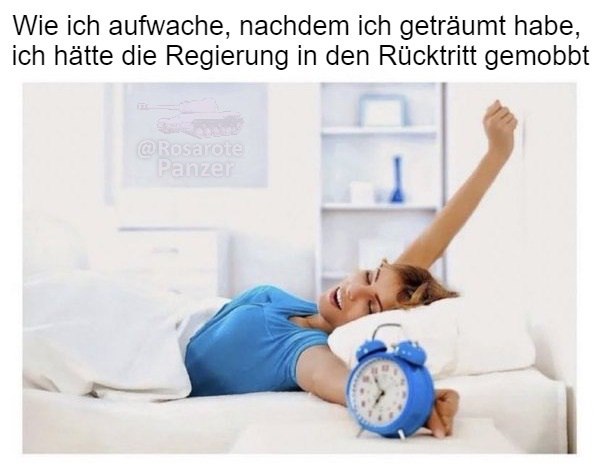 Wie ich aufwache, nachdem ich geträumt habe,
ich hätte die Regierung in den Rücktritt gemobbt
@Rosarote
Panzer